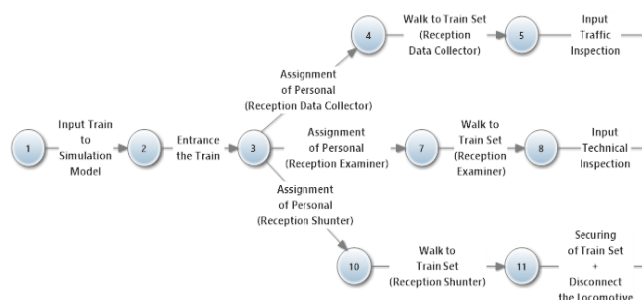 4
Walk to Train Set
(Reception
Data Collector)
5
Input
Traffic
Inspection
Assignment
of Personal
(Reception Data Collector)
1
Input Train
to
Simulation
Model
2
Entrance
the Train
3
Assignment
of Personal
(Reception Examiner)
7
Walk to
Train Set
(Reception
Examiner)
8
Input
Technical
Inspection
Assignment
of Personal
(Reception Shunter)
10
Walk to
Train Set
(Reception Shunter)
11
Securing
of Train Set
+
Disconnect
the Locomotive